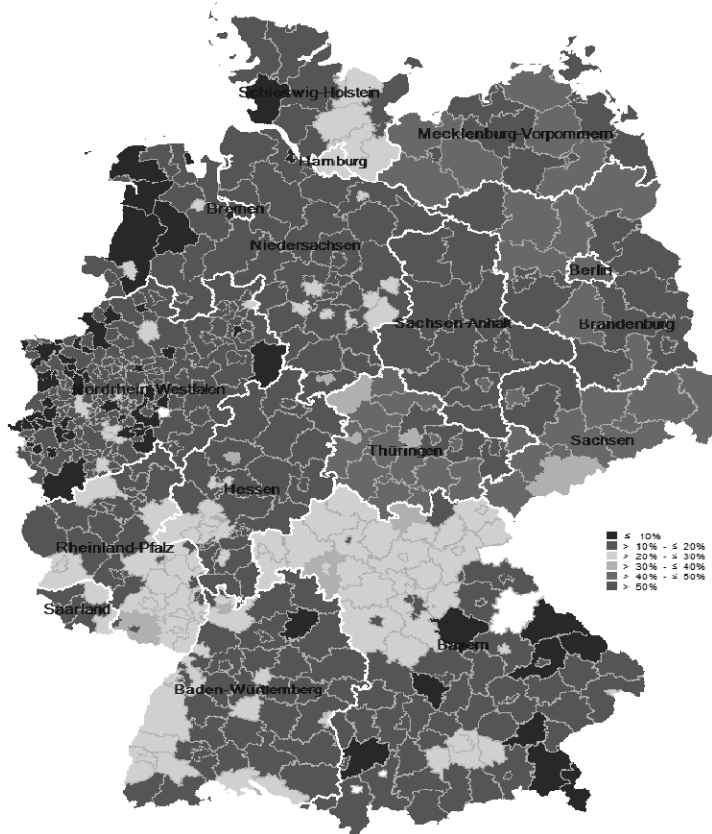 Schleswig-Holstein
Mecklenburg-Vorpommern
Hamburg
Bremen
Niedersachsen
Berlin
Sachsen-Anhalt
Brandenburg
Nordrhein-Westfalen
Thüringen
Sachsen
Hessen
Rheinland-Pfalz
Saarland
Bayern
Baden-Württemberg
≤ 10%
> 10% - ≤ 20%
> 20% - ≤ 30%
> 30% - ≤ 40%
> 40% - ≤ 50%
> 50%